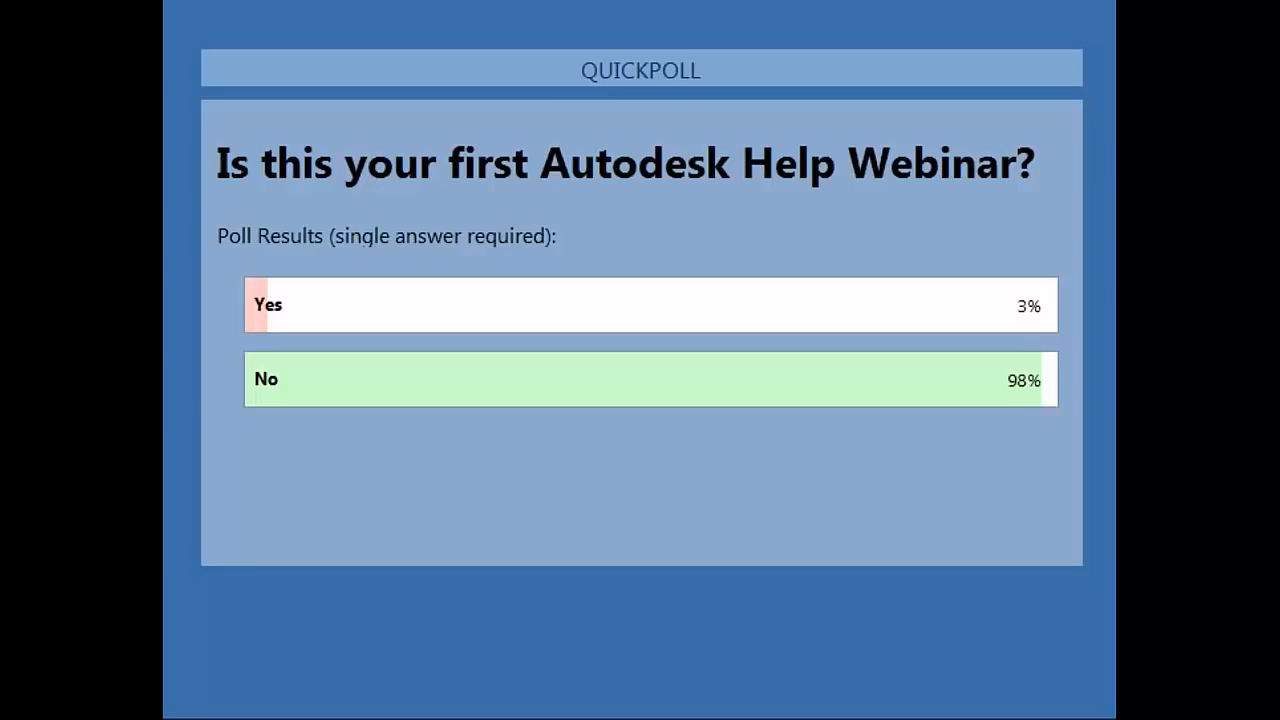 QUICKPOLL
Is this your first Autodesk Help Webinar?
Poll Results (single answer required):
Yes 3%
No 98%